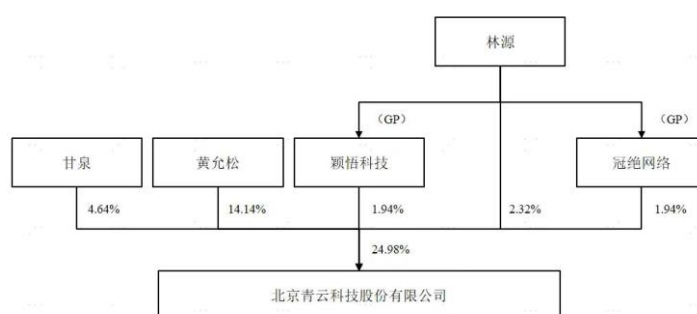 林源
（GP）
（GP）
甘泉
黄允松
颖悟科技
冠绝网络
4.64%
14.14%
1.94%
2.32%
1.94%
24.98%
北京青云科技股份有限公司